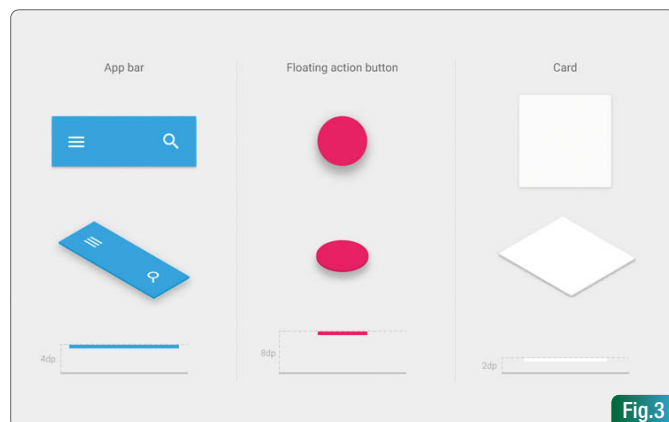 App bar
Floating action button
Card
4dp
8dp
2dp
Fig.3